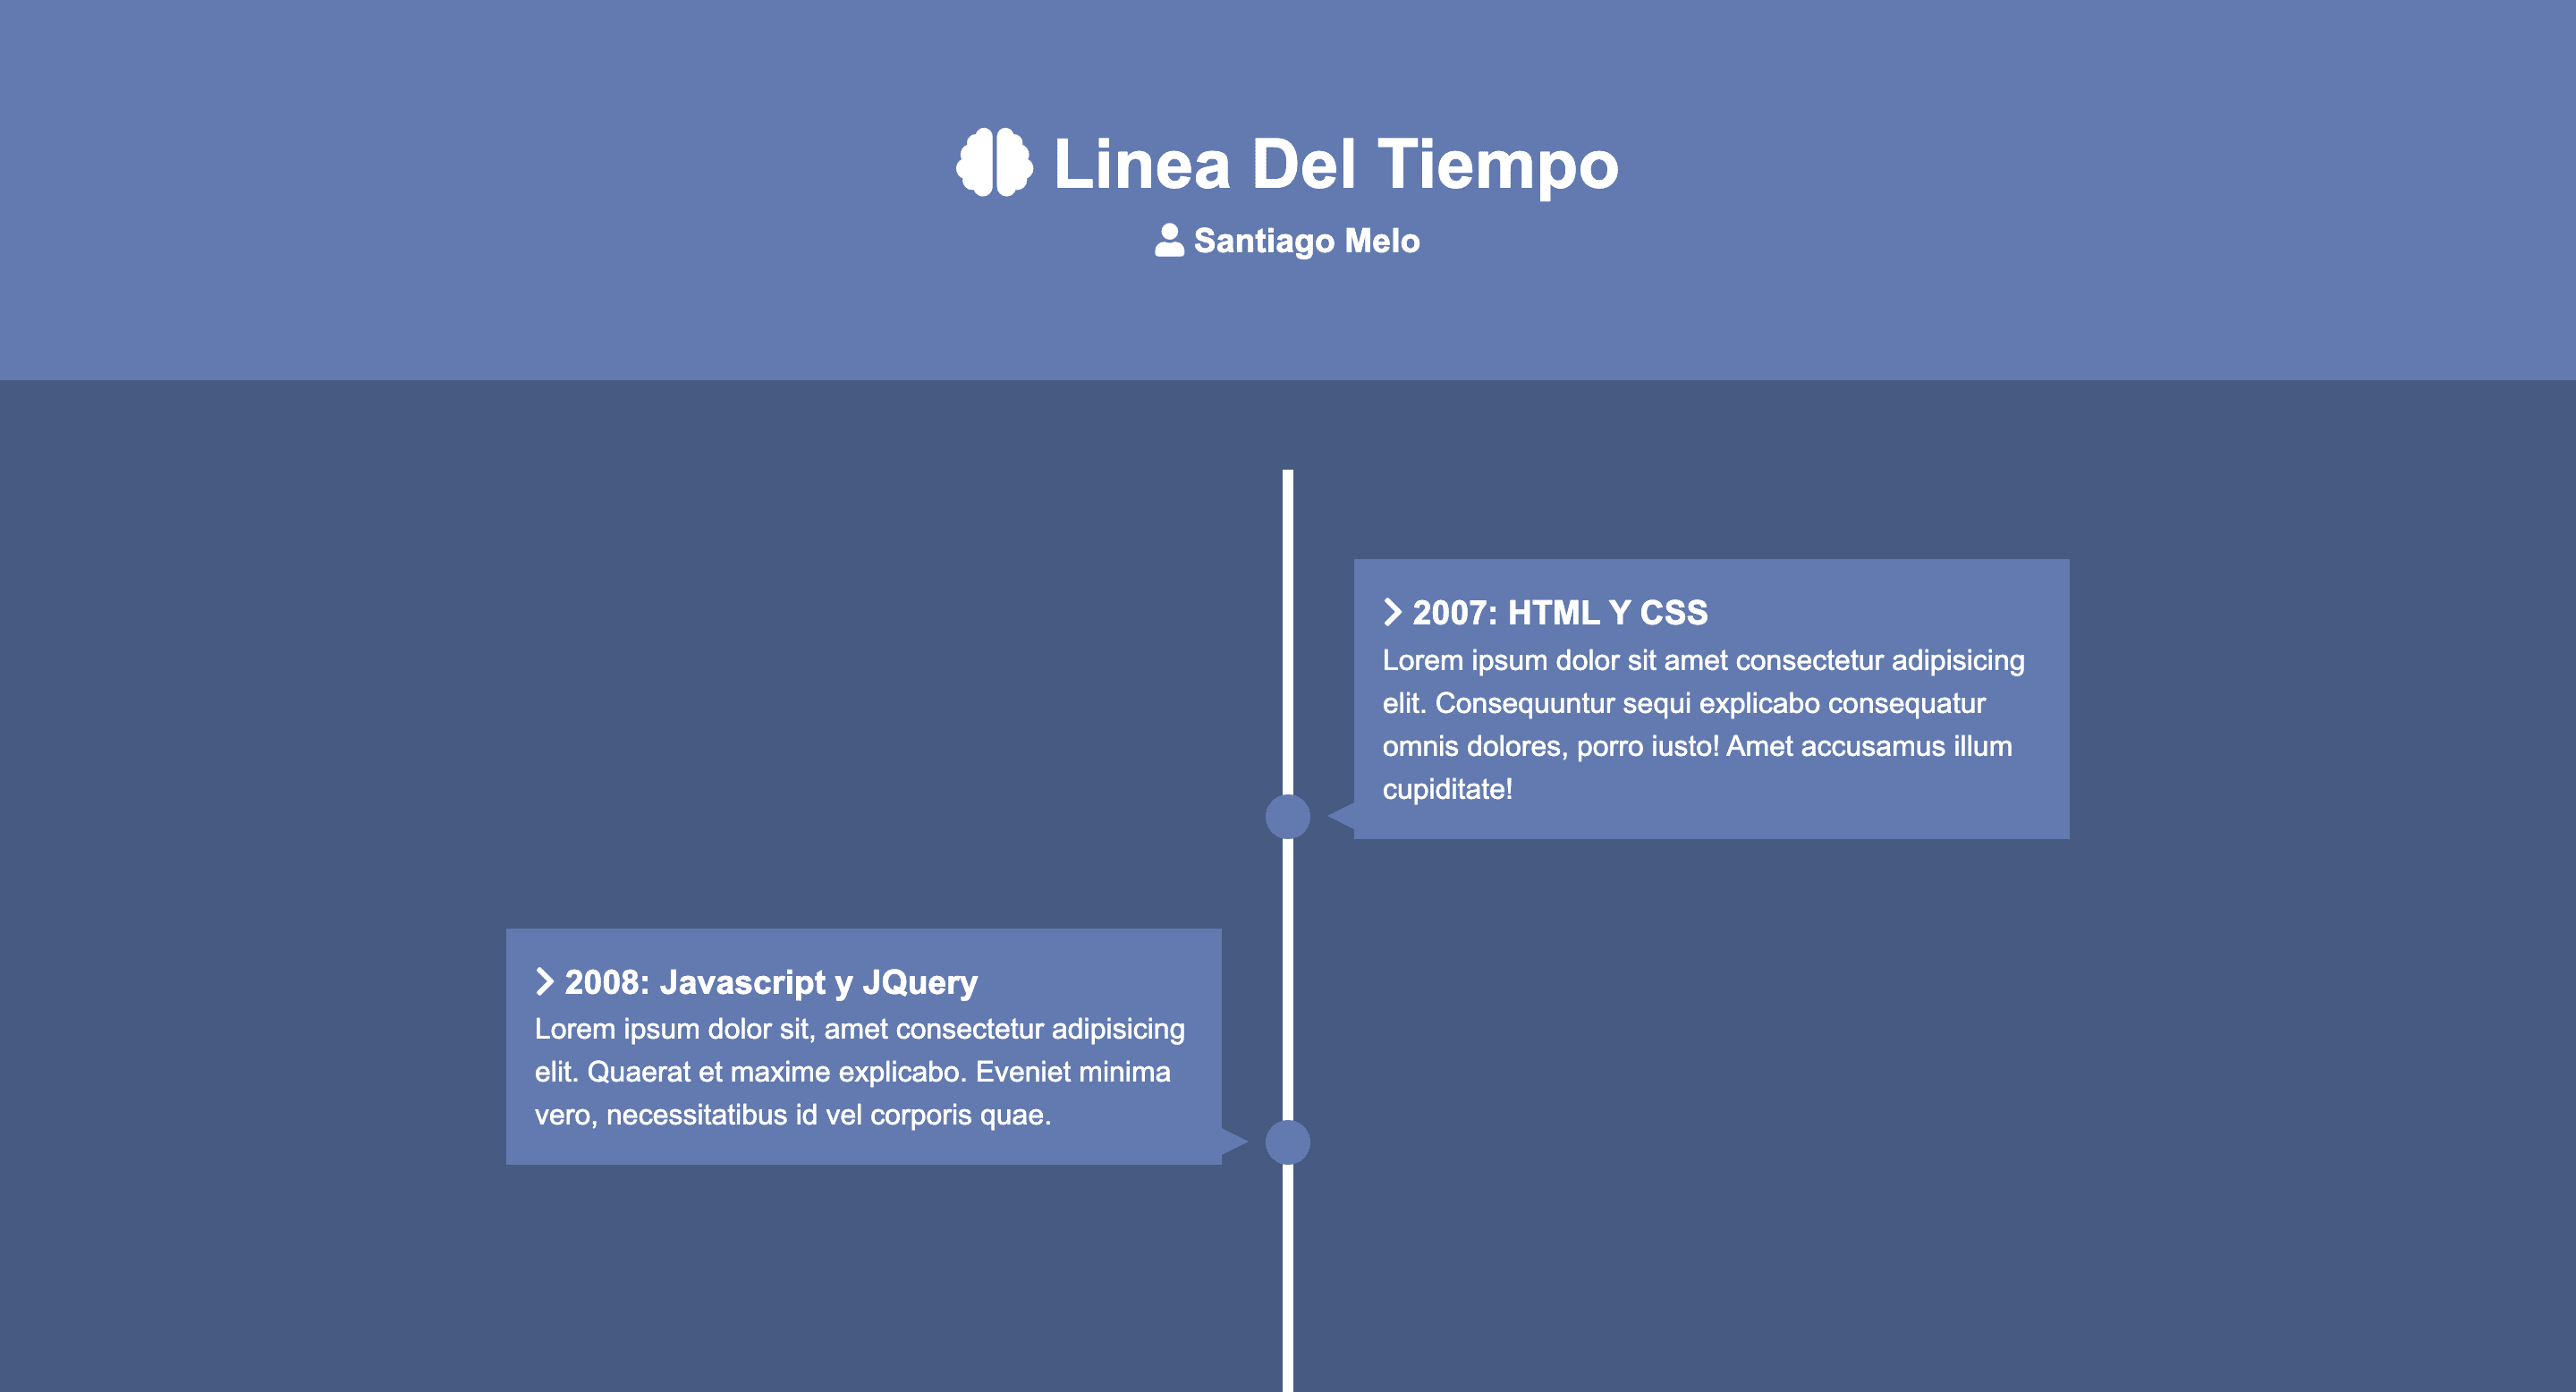 Linea Del Tiempo
Santiago Melo
2007: HTML Y CSS
Lorem ipsum dolor sit amet consectetur adipisicing
elit. Consequuntur sequi explicabo consequatur
omnis dolores, porro iusto! Amet accusamus illum
cupiditate!
2008: Javascript y JQuery
Lorem ipsum dolor sit, amet consectetur adipisicing
elit. Quaerat et maxime explicabo. Eveniet minima
vero, necessitatibus id vel corporis quae.